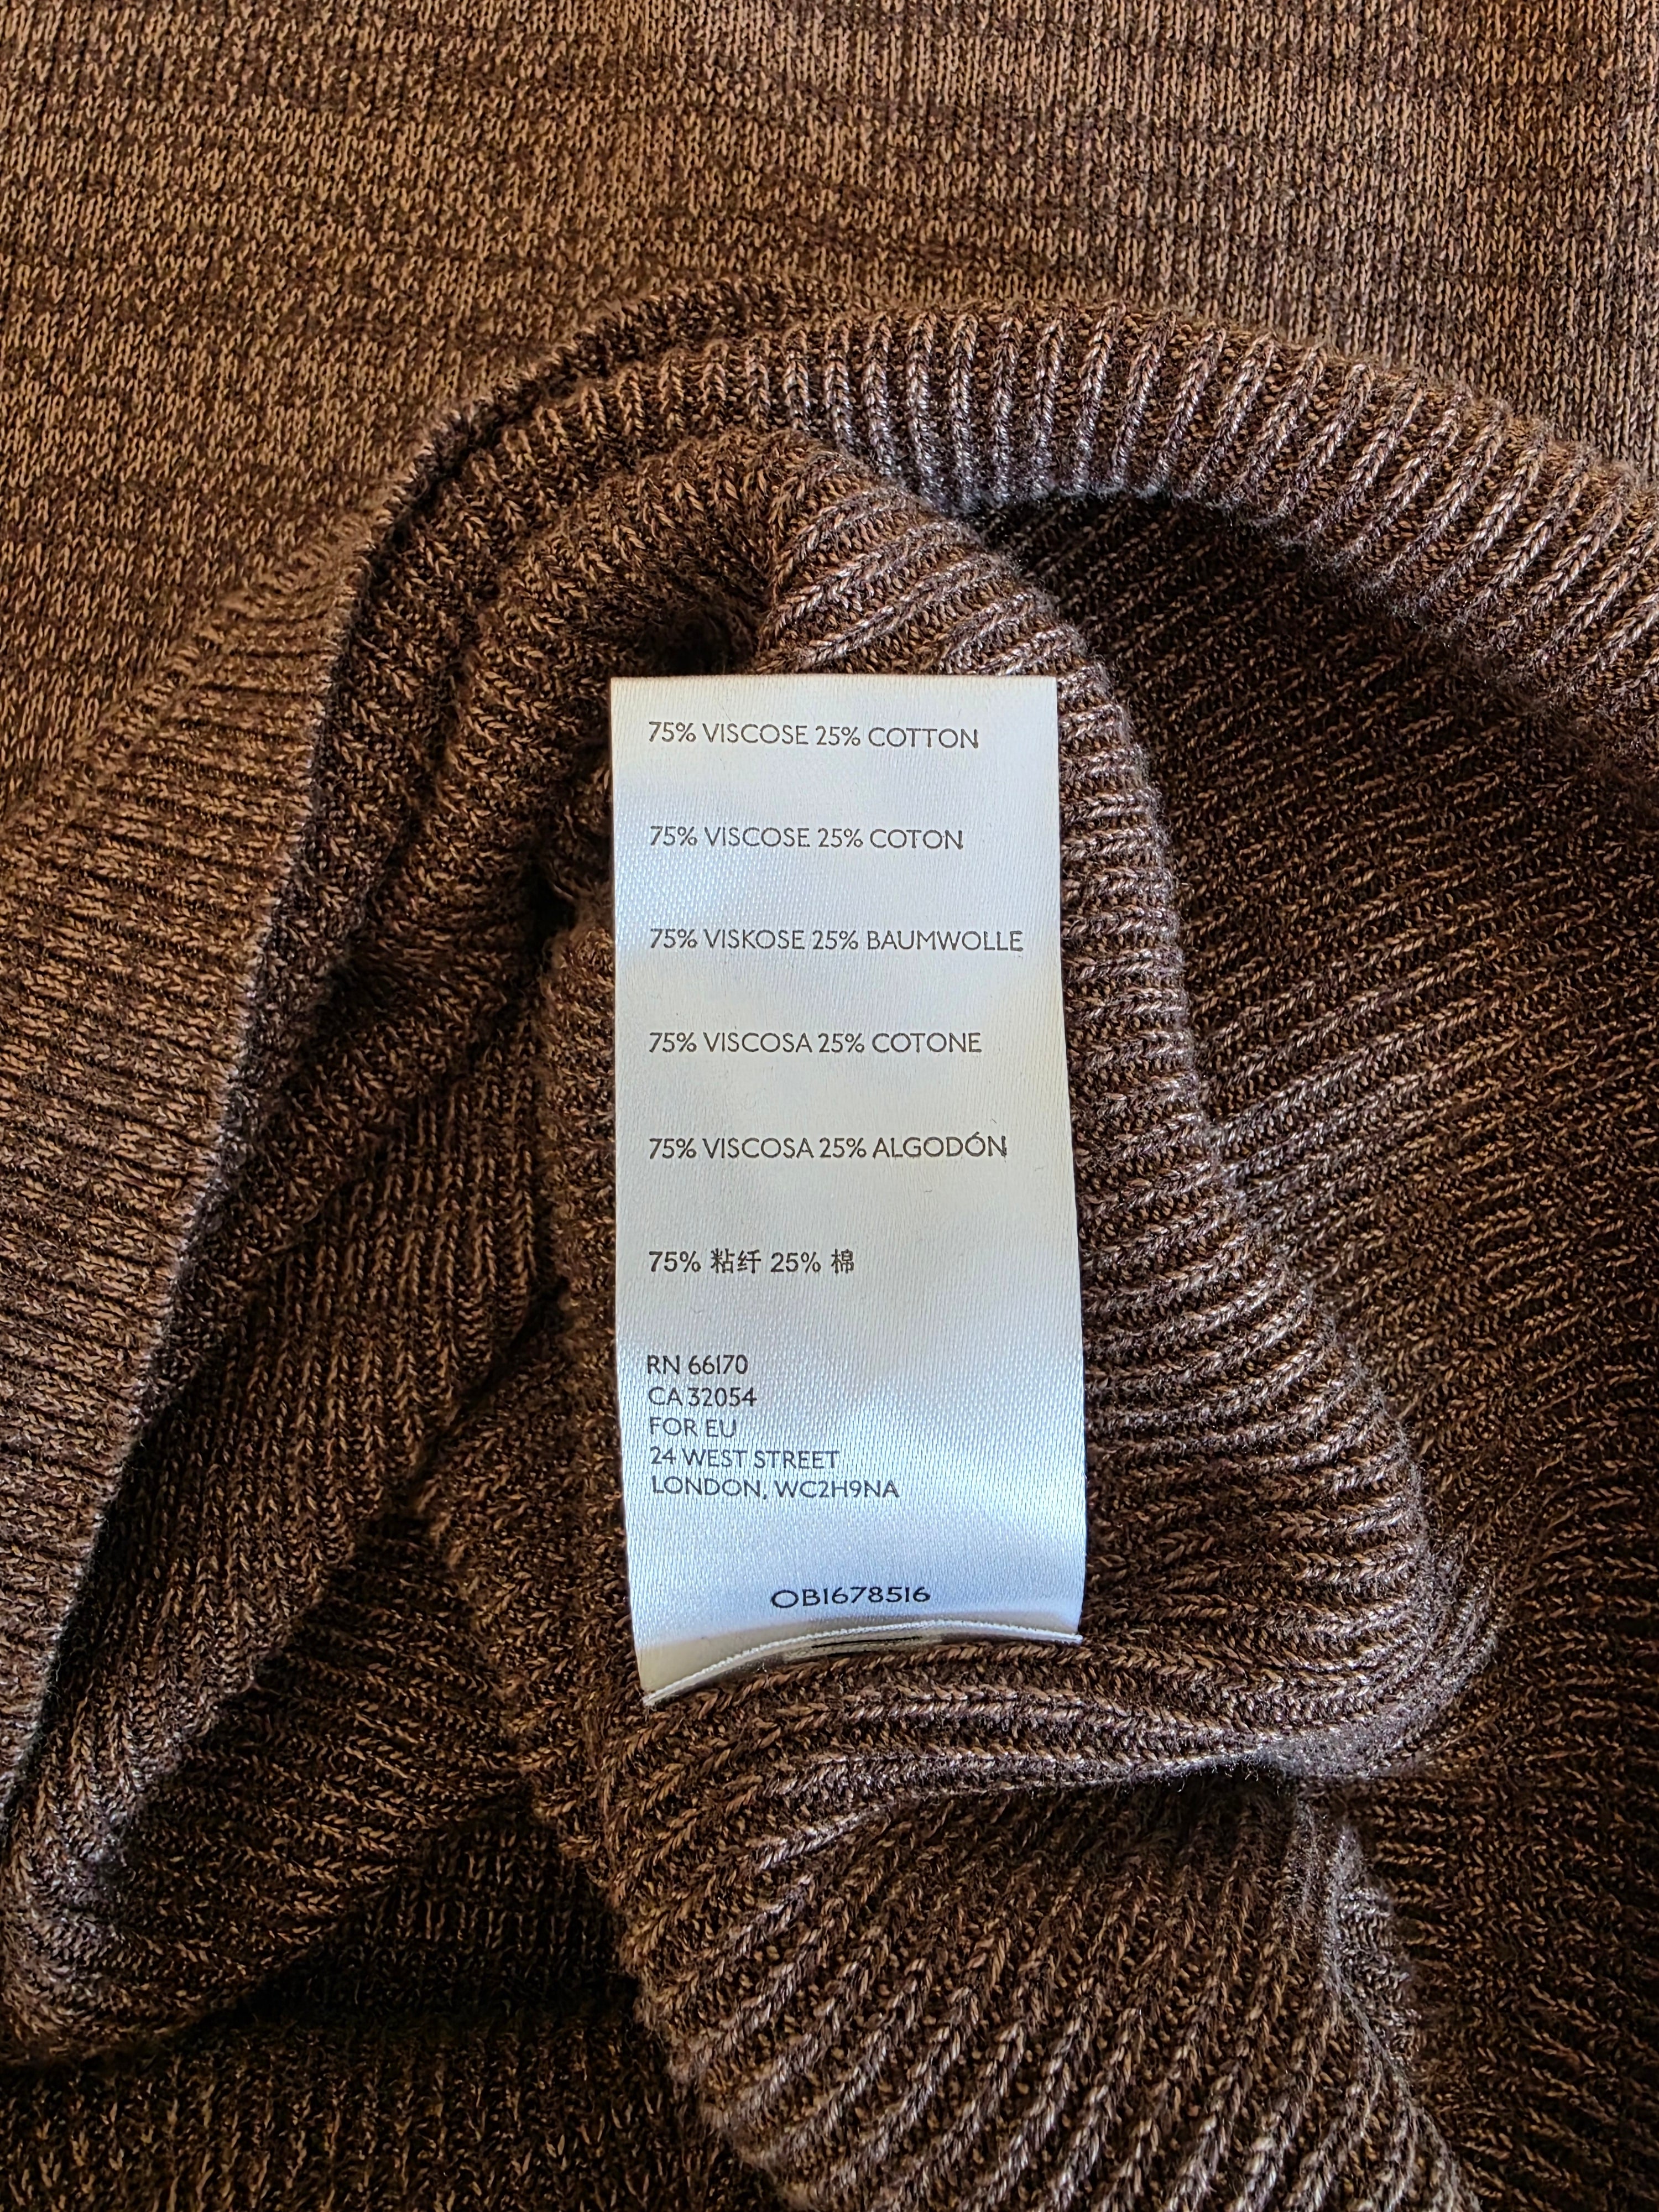 75% VISCOSE 25% COTTON
75% VISCOSE 25% COTON
75% VISKOSE 25% BAUMWOLLE
75% VISCOSA 25% COTONE
75% VISCOSA 25% ALGODÓN
75% 粘纤 25% 棉
RN 66170
CA 32054
FOR EU
24 WEST STREET
LONDON, WC2H9NA
OB1678516